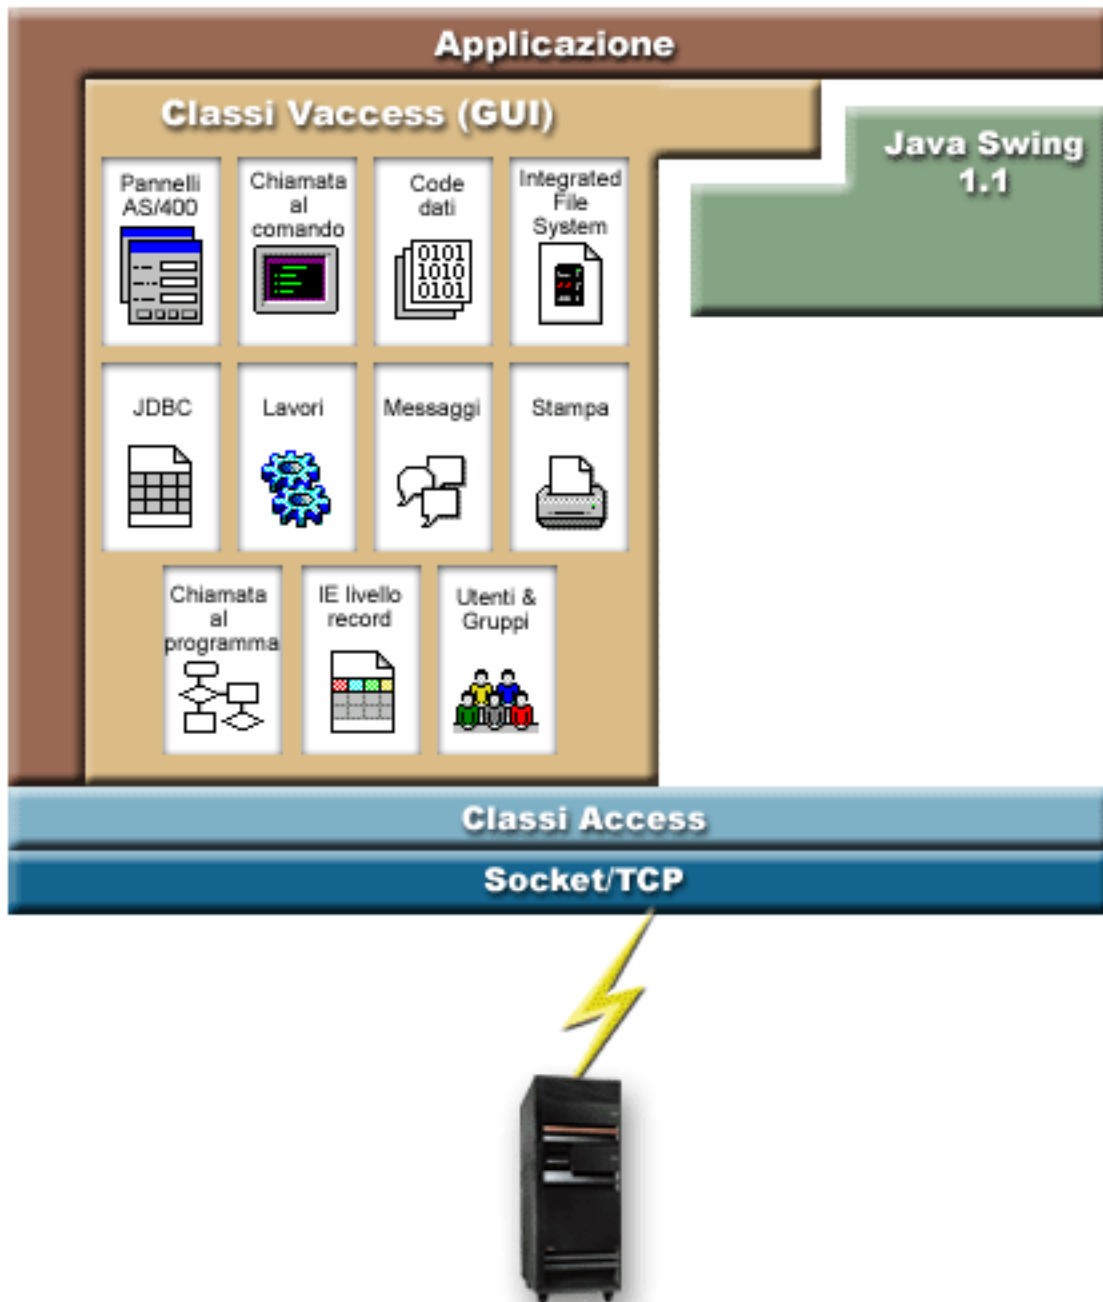 Applicazione
Classi Vaccess (GUI)
Java Swing
1.1
Pannelli
AS/400
Chiamata
al
comando
Code
dati
0101
1010
0101
Integrated
File
System
JDBC
Lavori
Messaggi
Stampa
Chiamata
al
programma
IE livello
record
Utenti &
Gruppi
Classi Access
Socket/TCP